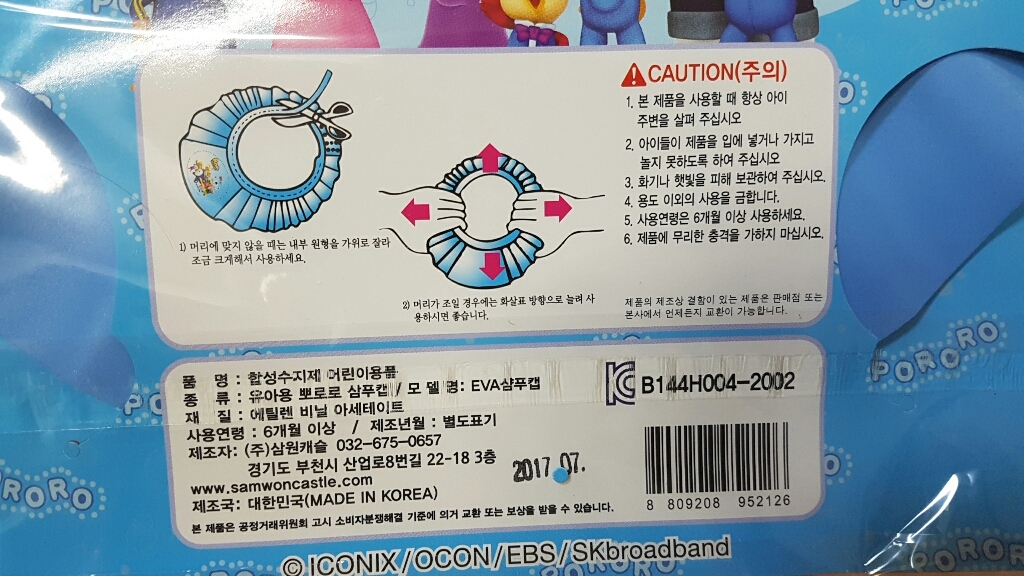 1) 머리에 맞지 않을 때는 내부 원형을 가위로 잘라
조금 크게해서 사용하세요.
2) 머리가 조일 경우에는 화살표 방향으로 늘려 사
용하시면 좋습니다.
CAUTION(주의)
1. 본 제품을 사용할 때 항상 아이
주변을 살펴 주십시오
2. 아이들이 제품을 입에 넣거나 가지고
놀지 못하도록 하여 주십시오
3. 화기나 햇빛을 피해 보관하여 주십시오.
4. 용도 이외의 사용을 금합니다.
5. 사용연령은 6개월 이상 사용하세요.
6. 제품에 무리한 충격을 가하지 마십시오.
제품의 제조상 결함이 있는 제품은 판매점 또는
본사에서 언제든지 교환이 가능합니다.
품 명 : 합성수지제 어린이용품
종 류 : 유아용 뽀로로 샴푸캡 / 모 델 명: EVA샴푸캡
재 질 : 에틸렌 비닐 아세테이트
사용연령 : 6개월 이상 / 제조년월 : 별도표기
제조자: (주)삼원캐슬 032-675-0657
경기도 부천시 산업로8번길 22-18 3층
www.samwoncastle.com
제조국: 대한민국(MADE IN KOREA)
본 제품은 공정거래위원회 고시 소비자분쟁해결 기준에 의거 교환 또는 보상을 받을 수 있습니다.
2017.07.
KC B144H004-2002
8 809208 952126
© ICONIX/OCON/EBS/SKbroadband
PORORO
PORORO
PORORO
PORORO